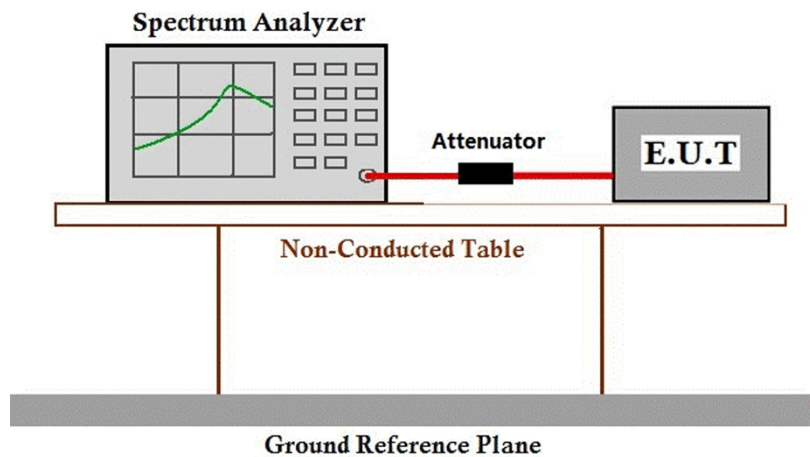 Spectrum Analyzer
Attenuator
E.U.T
Non-Conducted Table
Ground Reference Plane